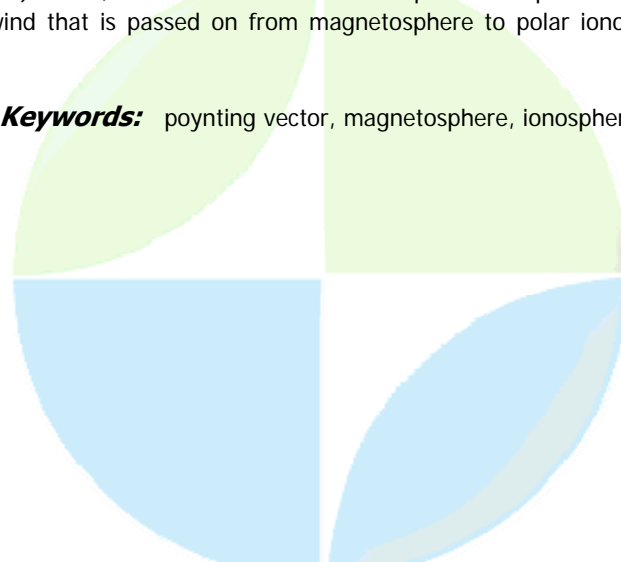 wind that is passed on from magnetosphere to polar iono
Keywords: poynting vector, magnetosphere, ionospher